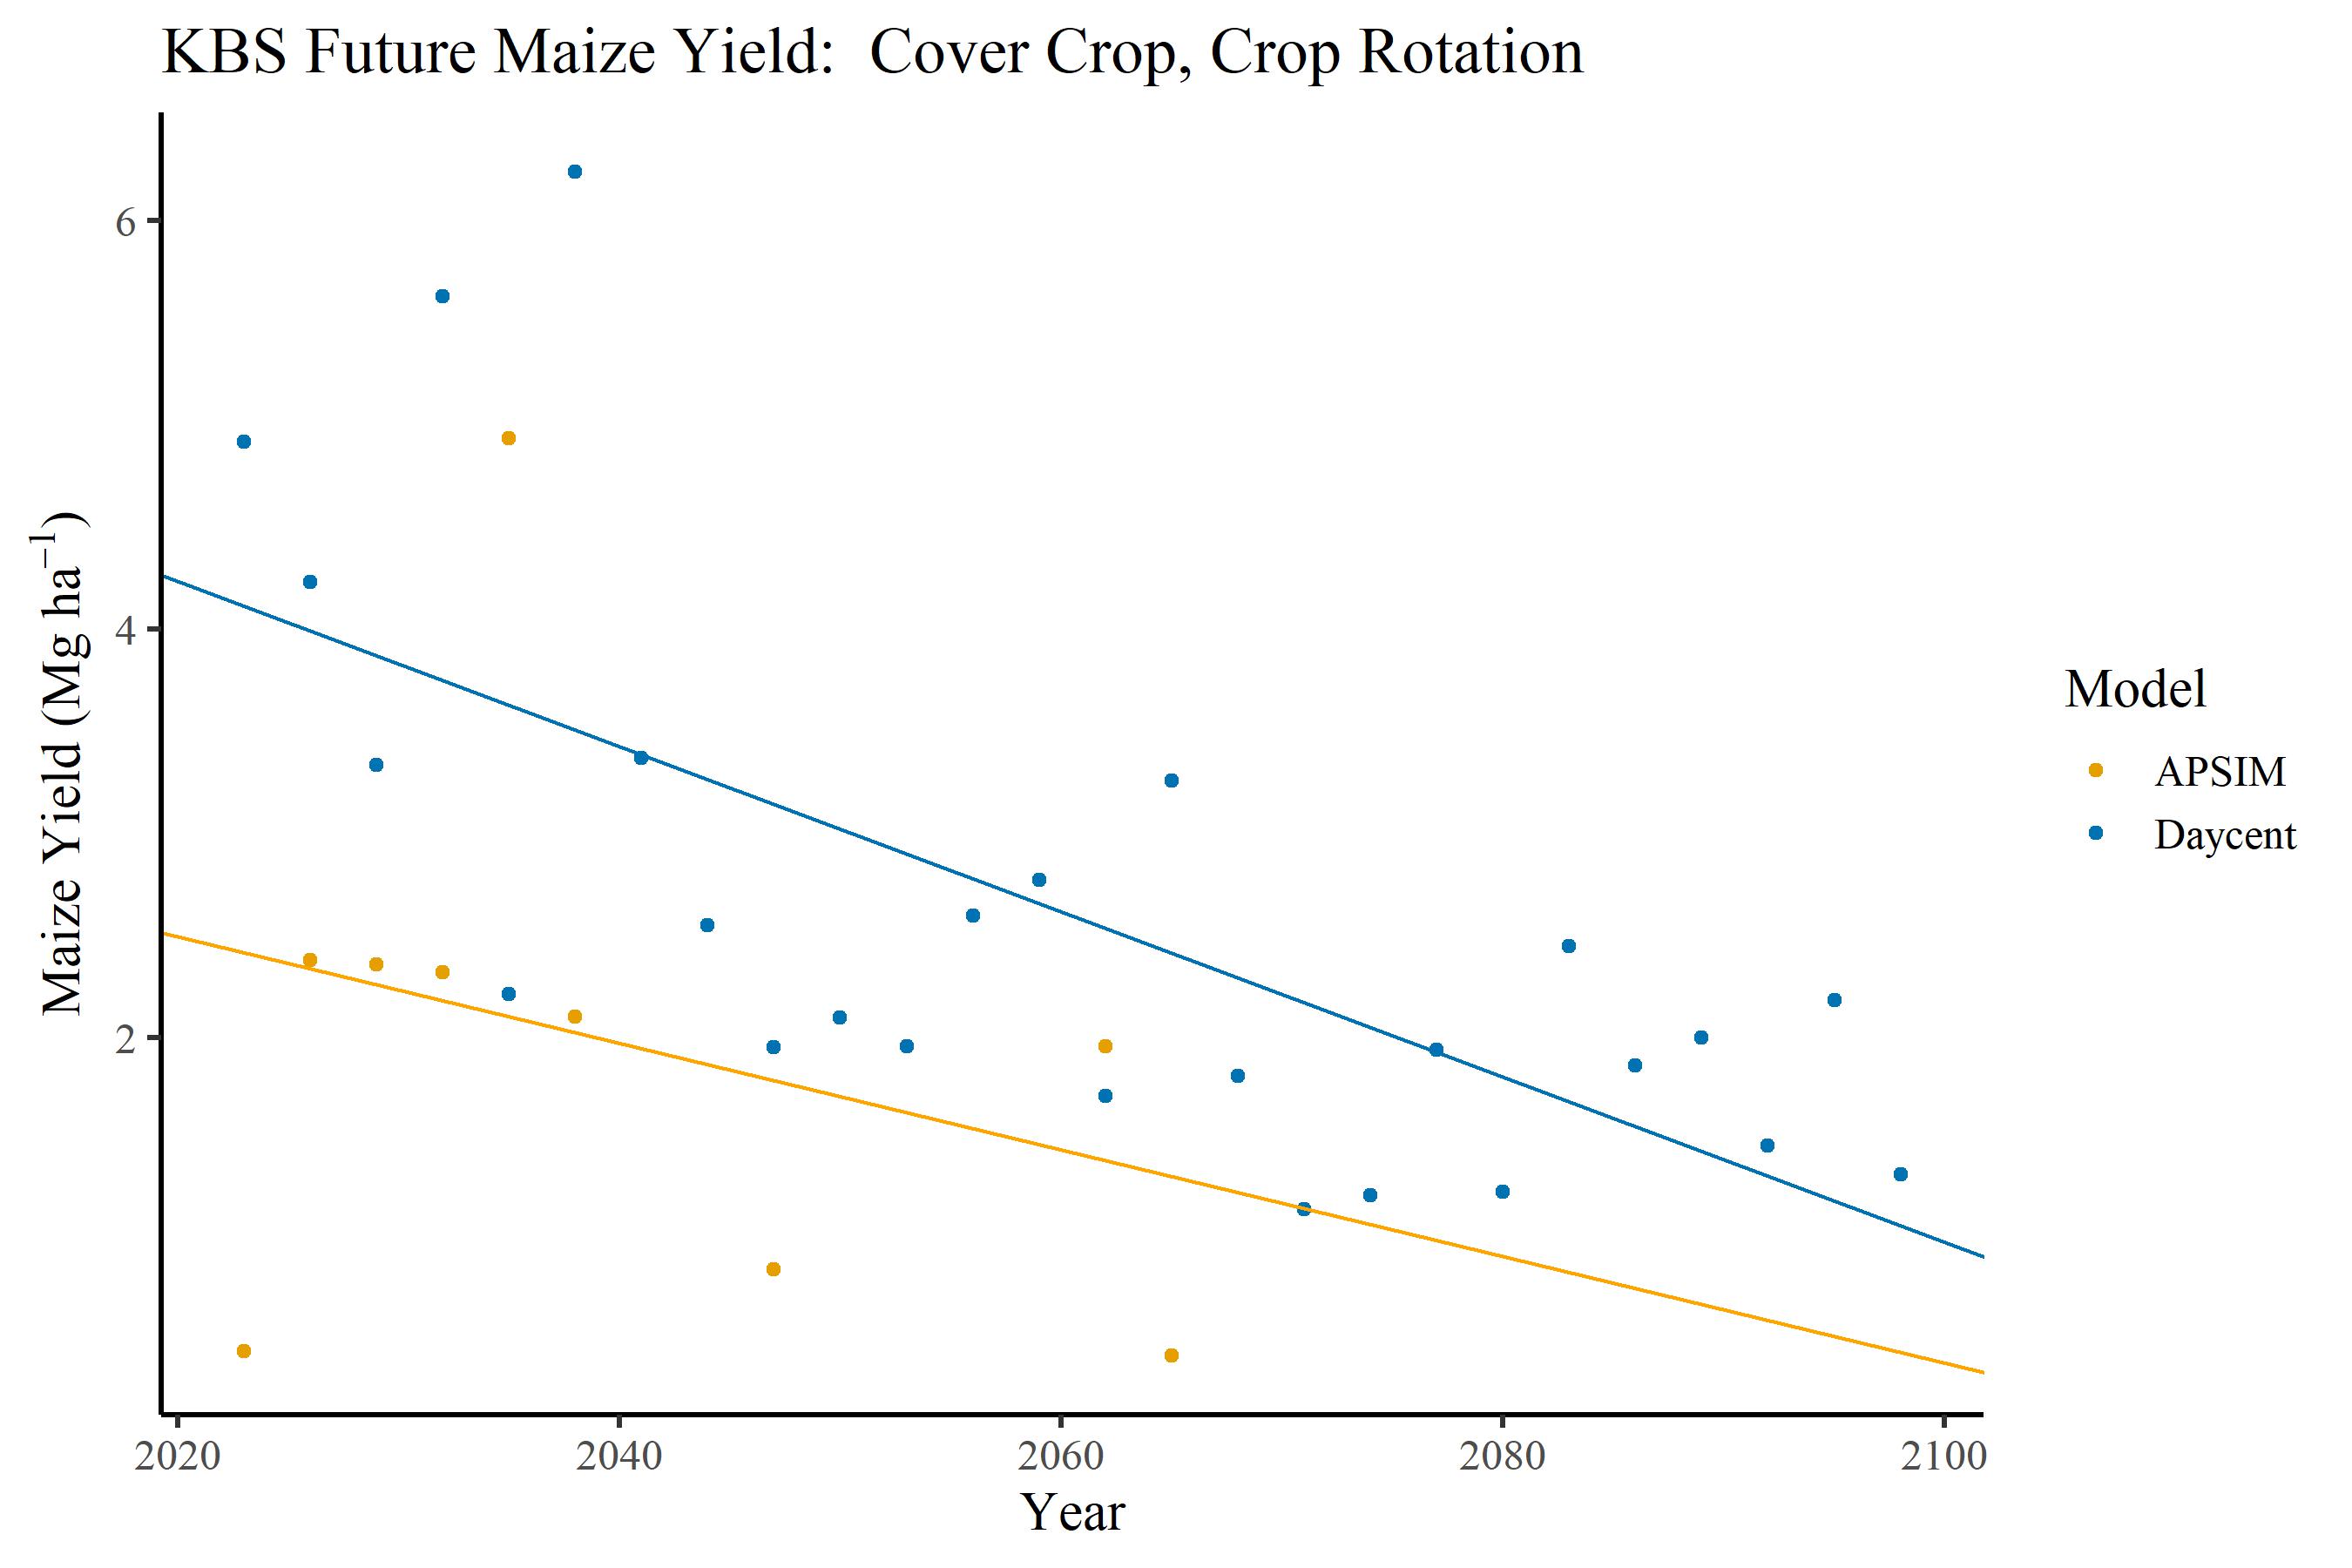 KBS Future Maize Yield:  Cover Crop, Crop Rotation
Maize Yield (Mg ha⁻¹)
6
4
2
2020 2040 2060 2080 2100
Year
Model
APSIM
Daycent